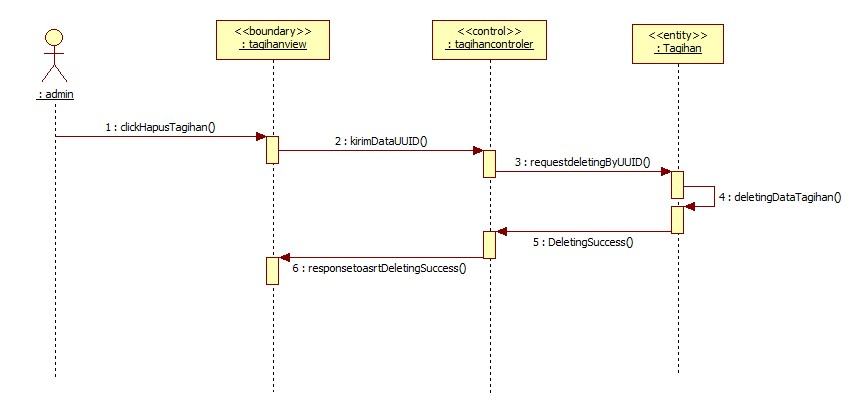 <<boundary>>
: tagihanview
<<control>>
: tagihancontroler
<<entity>>
: Tagihan
: admin
1 : clickHapusTagihan()
2 : kirimDataUUID()
3 : requestdeletingByUUID()
4 : deletingDataTagihan()
5 : DeletingSuccess()
6 : responsetoasrtDeletingSuccess()